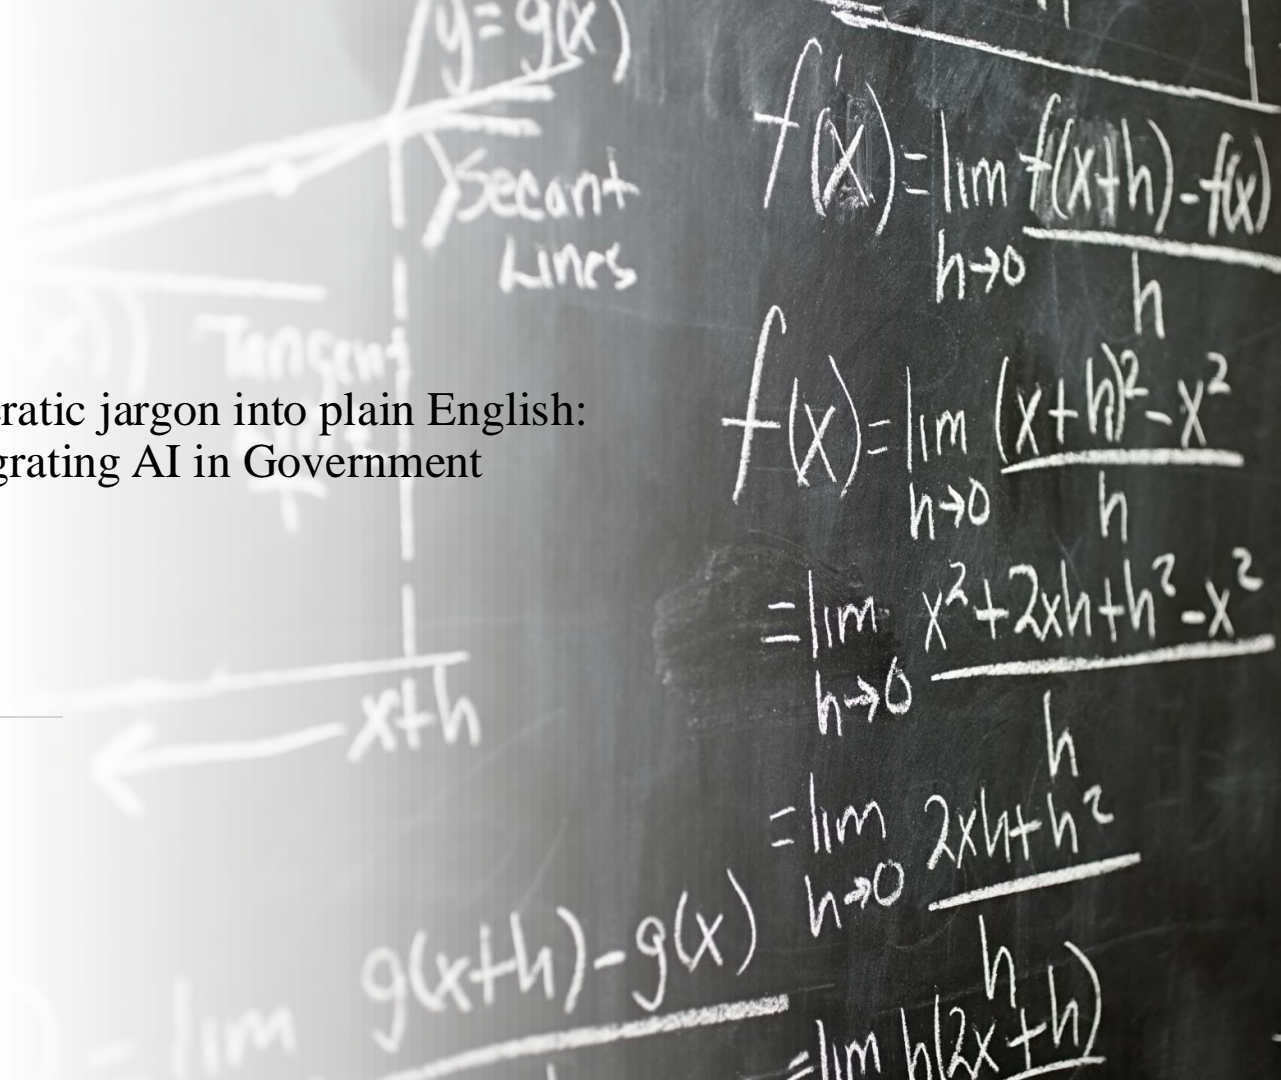 y = g(x)
Secant
Lines
Tangent
x+h
g(x+h)-g(x)
lim
ratic jargon into plain English:
grating AI in Government
f'(x) = lim f(x+h)-f(x)
h→0 h
f(x) = lim (x+h)² - x²
h→0 h
= lim x²+2xh+h²-x²
h→0 h
= lim 2xh+h²
h→0 h
= lim h(2x+h)